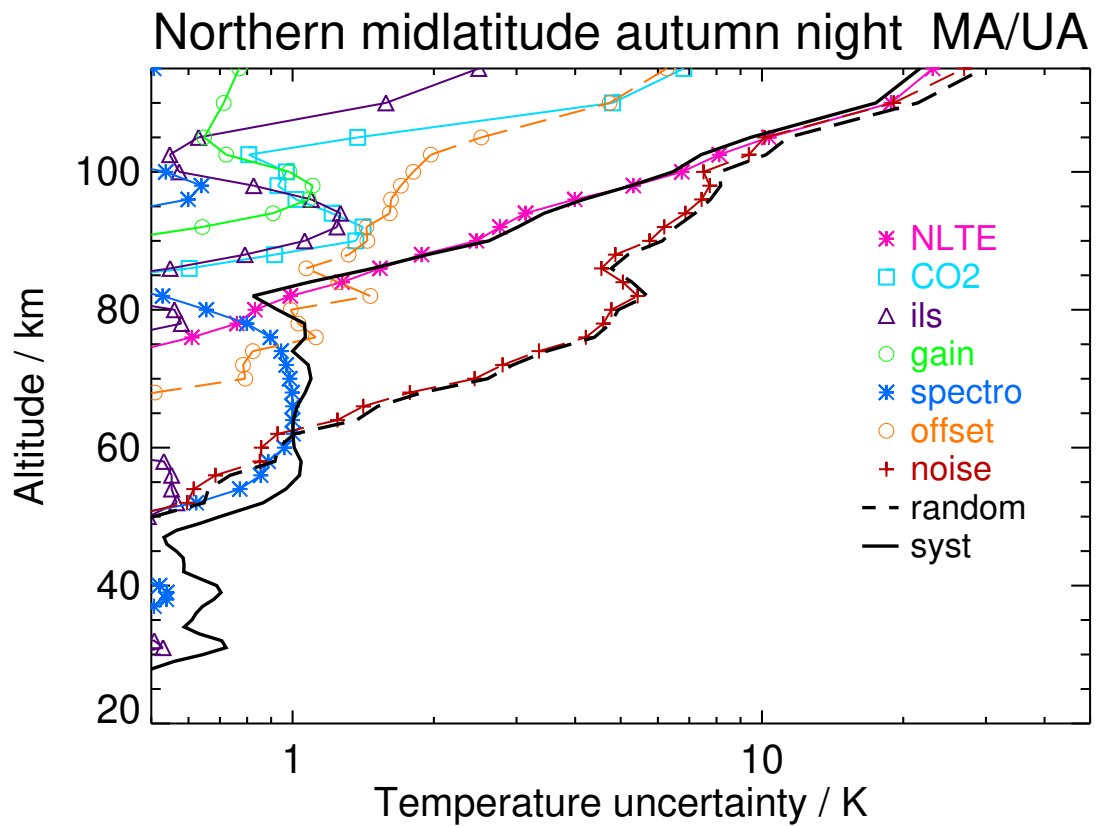 Northern midlatitude autumn night MA/UA
Altitude / km
100
80
60
40
20
1
10
Temperature uncertainty / K
NLTE
CO2
ils
gain
spectro
offset
noise
random
syst